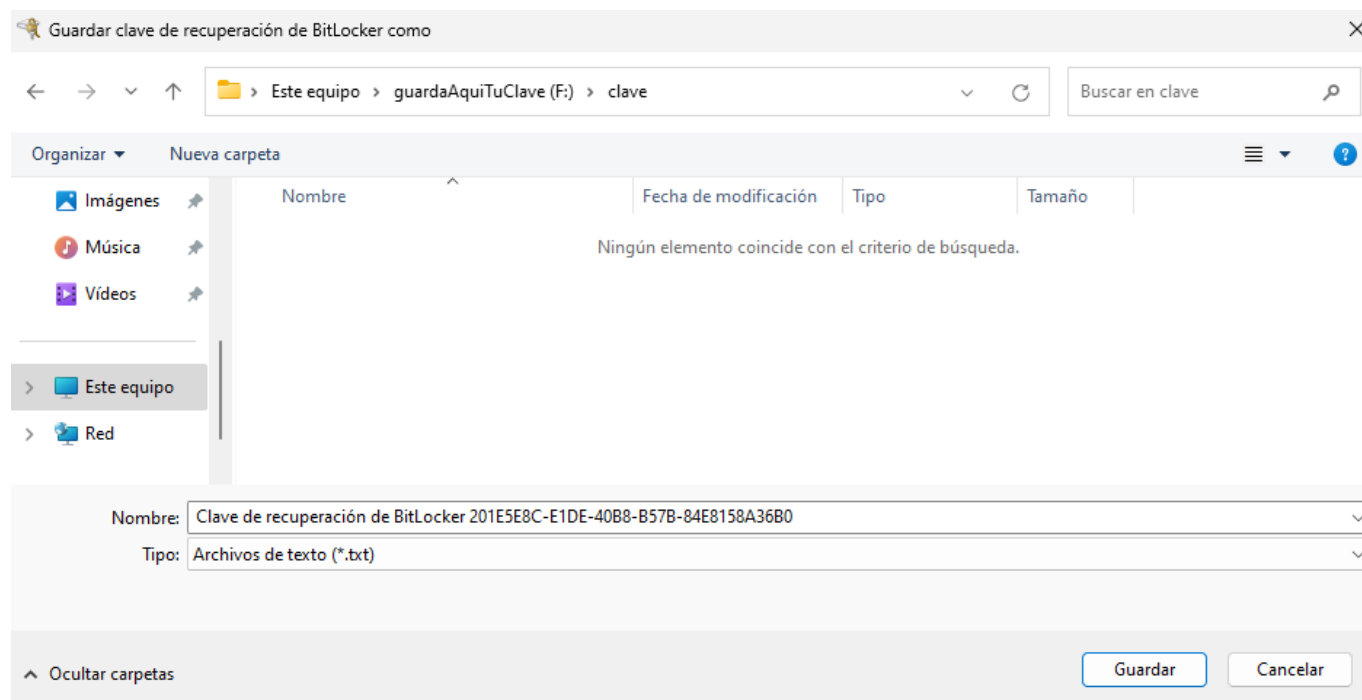 Guardar clave de recuperación de BitLocker como
Este equipo > guardaAquiTuClave (F:) > clave
Buscar en clave
Organizar
Nueva carpeta
Imágenes
Música
Vídeos
Este equipo
Red
Nombre Fecha de modificación Tipo Tamaño
Ningún elemento coincide con el criterio de búsqueda.
Nombre: Clave de recuperación de BitLocker 201E5E8C-E1DE-40B8-B57B-84E8158A36B0
Tipo: Archivos de texto (*.txt)
Ocultar carpetas
Guardar
Cancelar